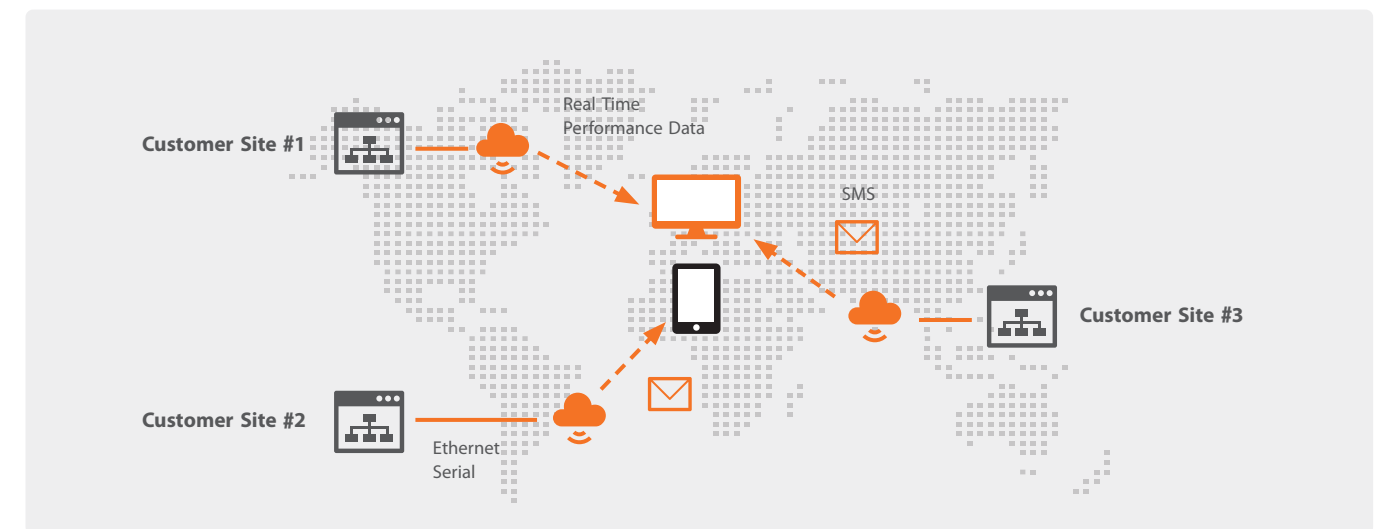 Real Time
Performance Data
Customer Site #1
SMS
Customer Site #3
Customer Site #2
Ethernet
Serial